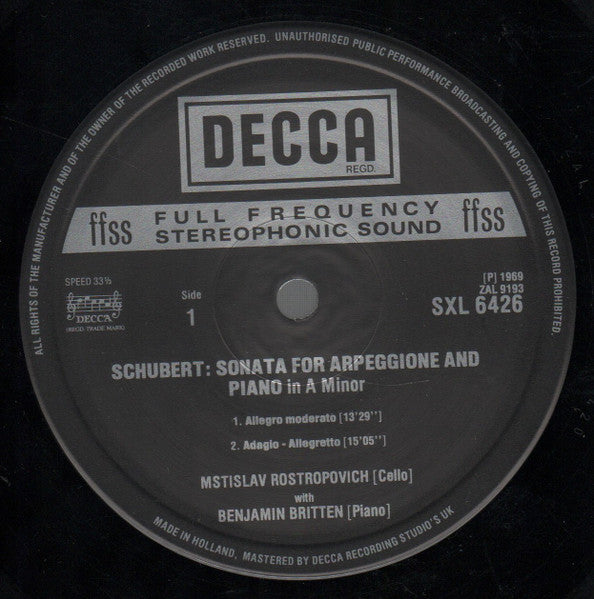 ALL RIGHTS OF THE MANUFACTURER AND OF THE OWNER OF THE RECORDED WORK RESERVED. UNAUTHORISED PUBLIC PERFORMANCE BROADCASTING AND COPYING OF THIS RECORD PROHIBITED.
DECCA
REGD.
ffss FULL FREQUENCY ffss
STEREOPHONIC SOUND
SPEED 33⅓
DECCA
(REGD TRADE MARK)
Side
1
[P] 1969
ZAL 9193
SXL 6426
SCHUBERT: SONATA FOR ARPEGGIONE AND
PIANO in A Minor
1. Allegro moderato [13'29'']
2. Adagio - Allegretto [15'05'']
MSTISLAV ROSTROPOVICH [Cello]
with
BENJAMIN BRITTEN [Piano]
MADE IN HOLLAND. MASTERED BY DECCA RECORDING STUDIO'S UK